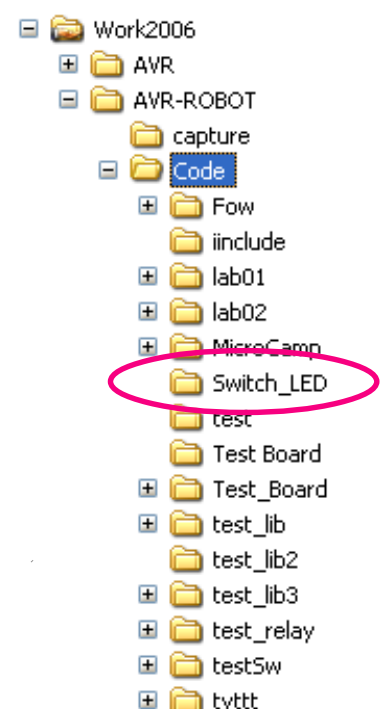 Work2006
AVR
AVR-ROBOT
capture
Code
Fow
iinclude
lab01
lab02
MicroCamp
Switch_LED
test
Test Board
Test_Board
test_lib
test_lib2
test_lib3
test_relay
testSw
tyttt